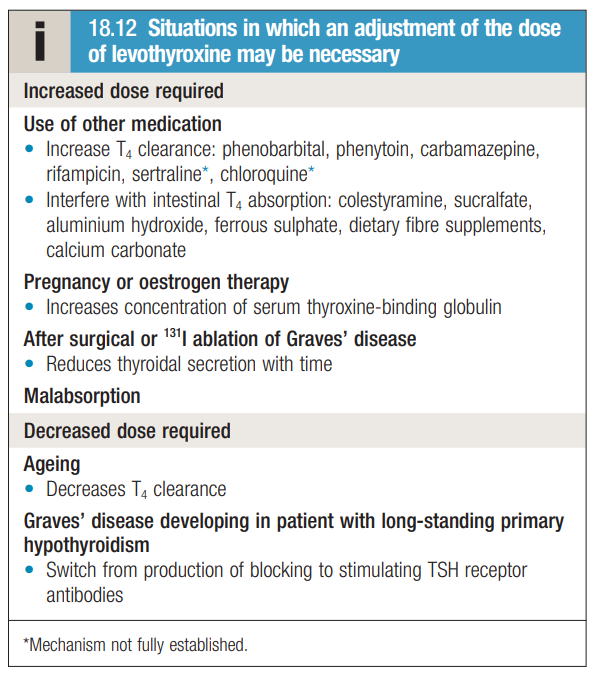 i
18.12 Situations in which an adjustment of the dose
of levothyroxine may be necessary
Increased dose required
Use of other medication
• Increase T₄ clearance: phenobarbital, phenytoin, carbamazepine,
rifampicin, sertraline*, chloroquine*
• Interfere with intestinal T₄ absorption: colestyramine, sucralfate,
aluminium hydroxide, ferrous sulphate, dietary fibre supplements,
calcium carbonate
Pregnancy or oestrogen therapy
• Increases concentration of serum thyroxine-binding globulin
After surgical or ¹³¹I ablation of Graves’ disease
• Reduces thyroidal secretion with time
Malabsorption
Decreased dose required
Ageing
• Decreases T₄ clearance
Graves’ disease developing in patient with long-standing primary
hypothyroidism
• Switch from production of blocking to stimulating TSH receptor
antibodies
*Mechanism not fully established.